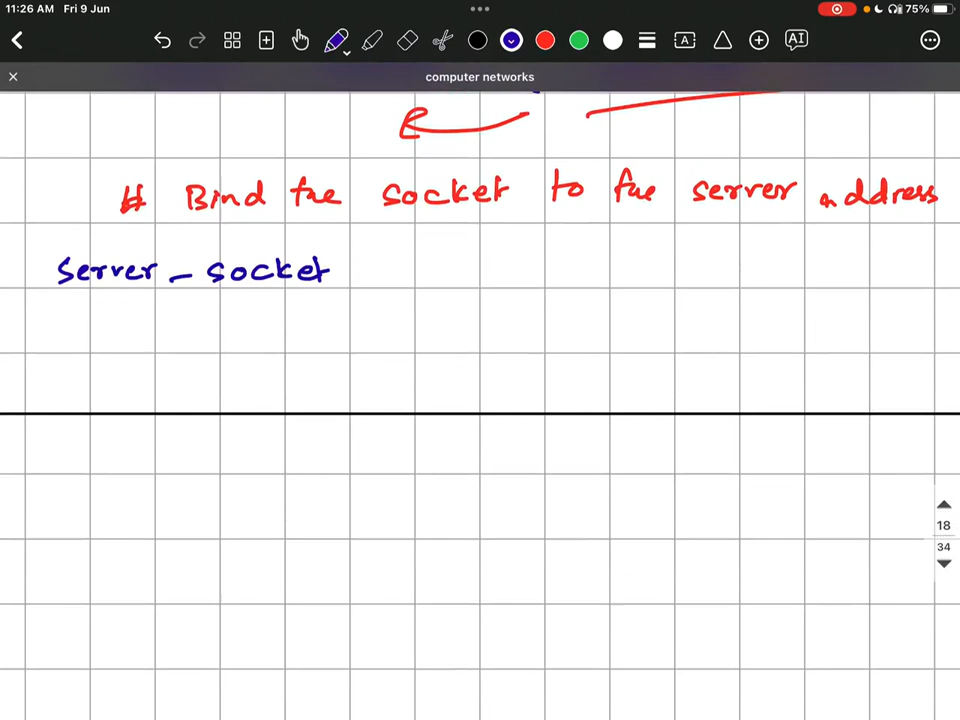 11:26 AM Fri 9 Jun
75%
A
AI
computer networks
# Bind the socket to the server address
server_socket
18
34